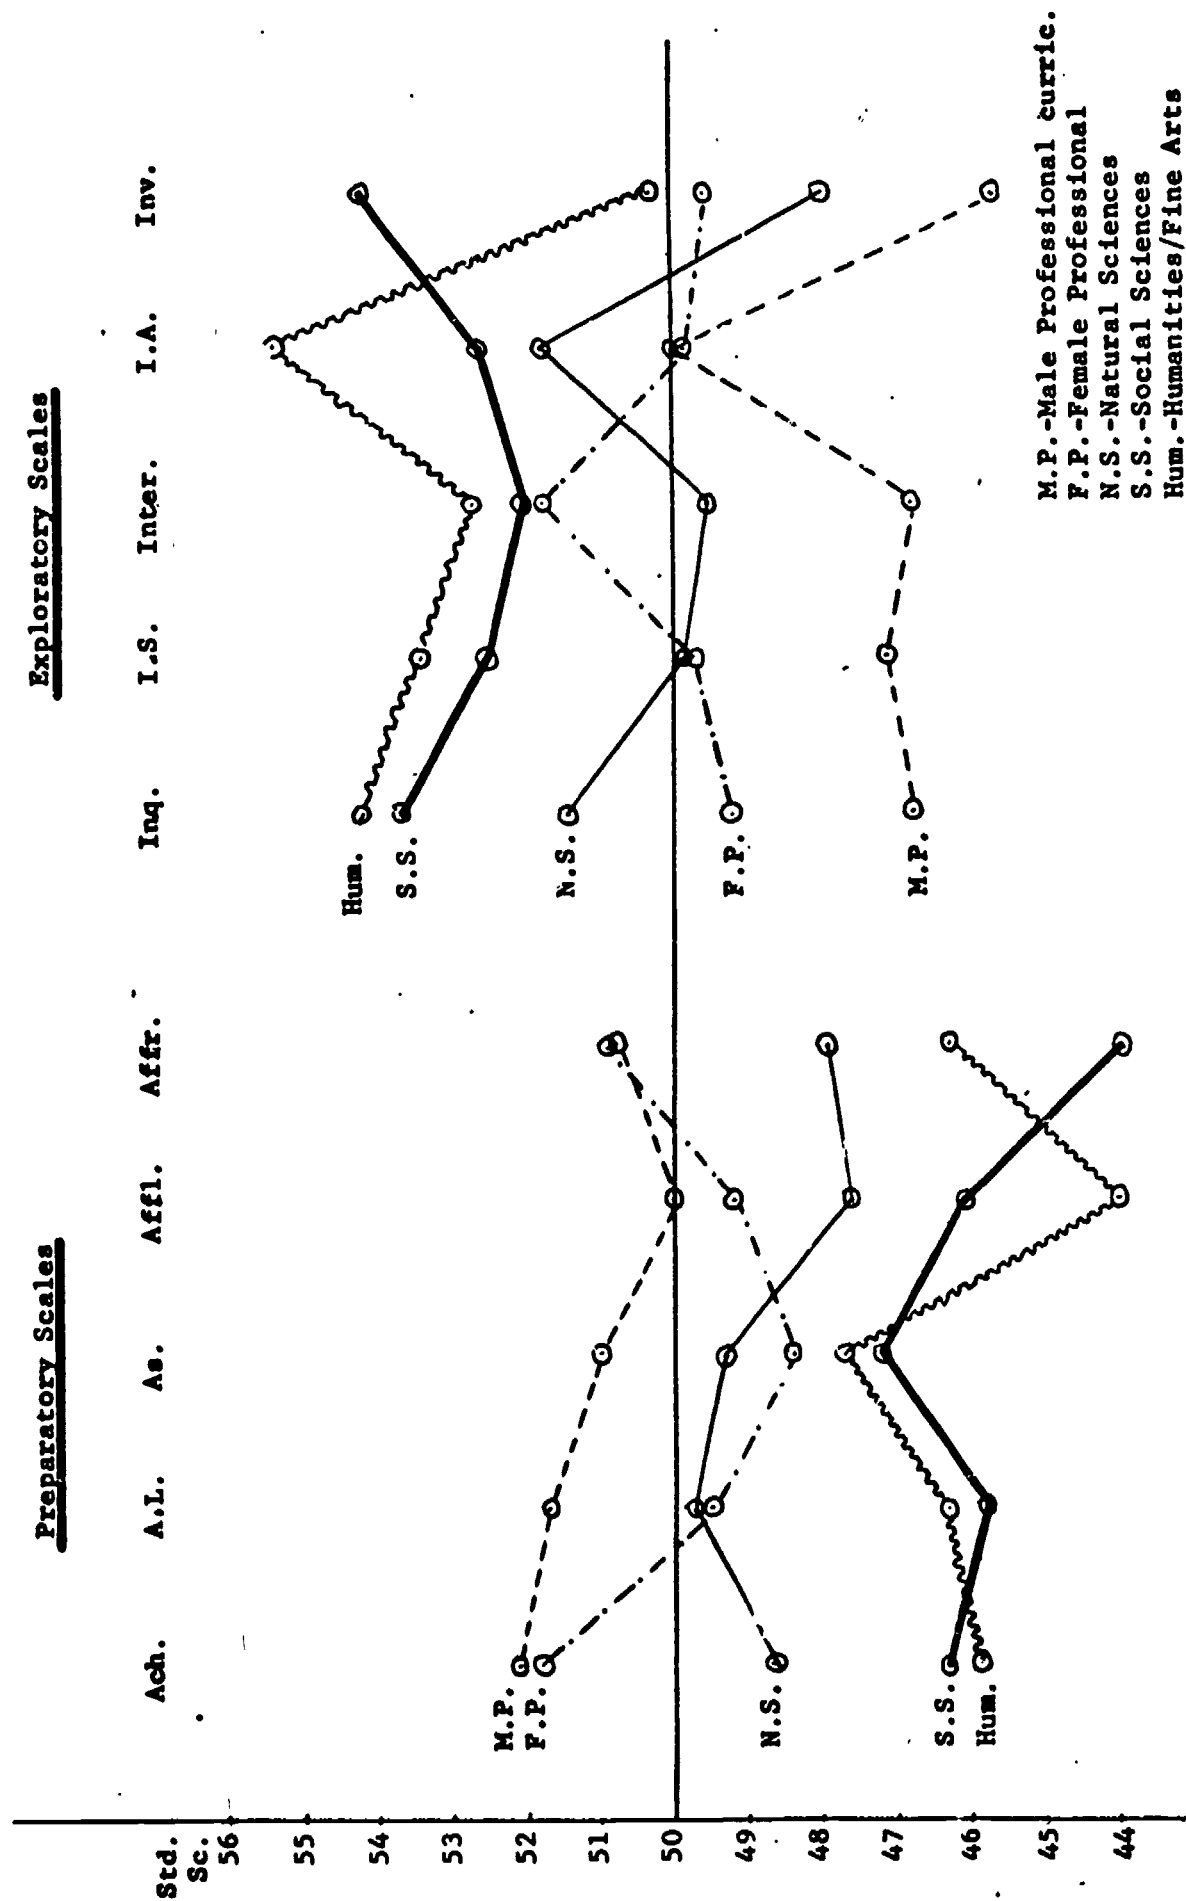 Preparatory Scales
Exploratory Scales
Std.
Sc.
Ach.
A.L.
As.
Affl.
Affr.
Inq.
I.S.
Inter.
I.A.
Inv.
56
55
54
53
52
51
50
49
48
47
46
45
44
M.P.
F.P.
N.S.
S.S.
Hum.
Hum.
S.S.
N.S.
F.P.
M.P.
M.P.-Male Professional curric.
F.P.-Female Professional
N.S.-Natural Sciences
S.S.-Social Sciences
Hum.-Humanities/Fine Arts